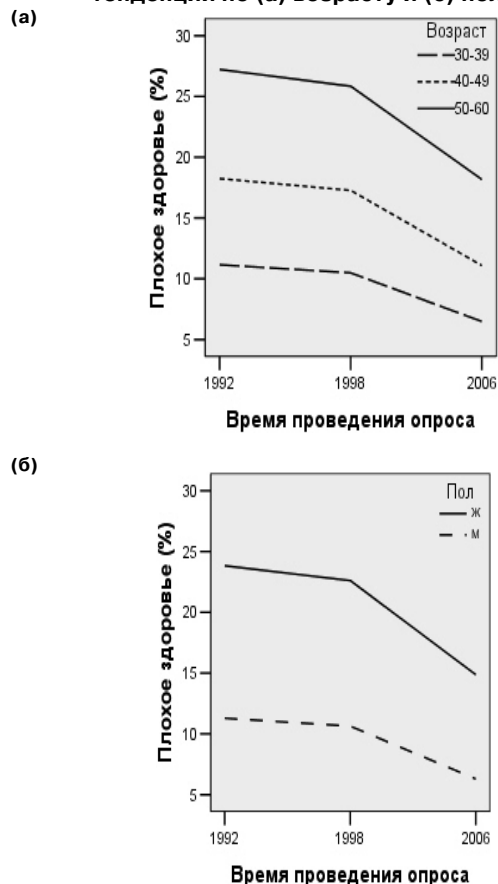 (а)
Возраст
30-39
40-49
50-60
Плохое здоровье (%)
30
25
20
15
10
5
1992
1998
2006
Время проведения опроса
(б)
Пол
ж
м
Плохое здоровье (%)
30
25
20
15
10
5
1992
1998
2006
Время проведения опроса